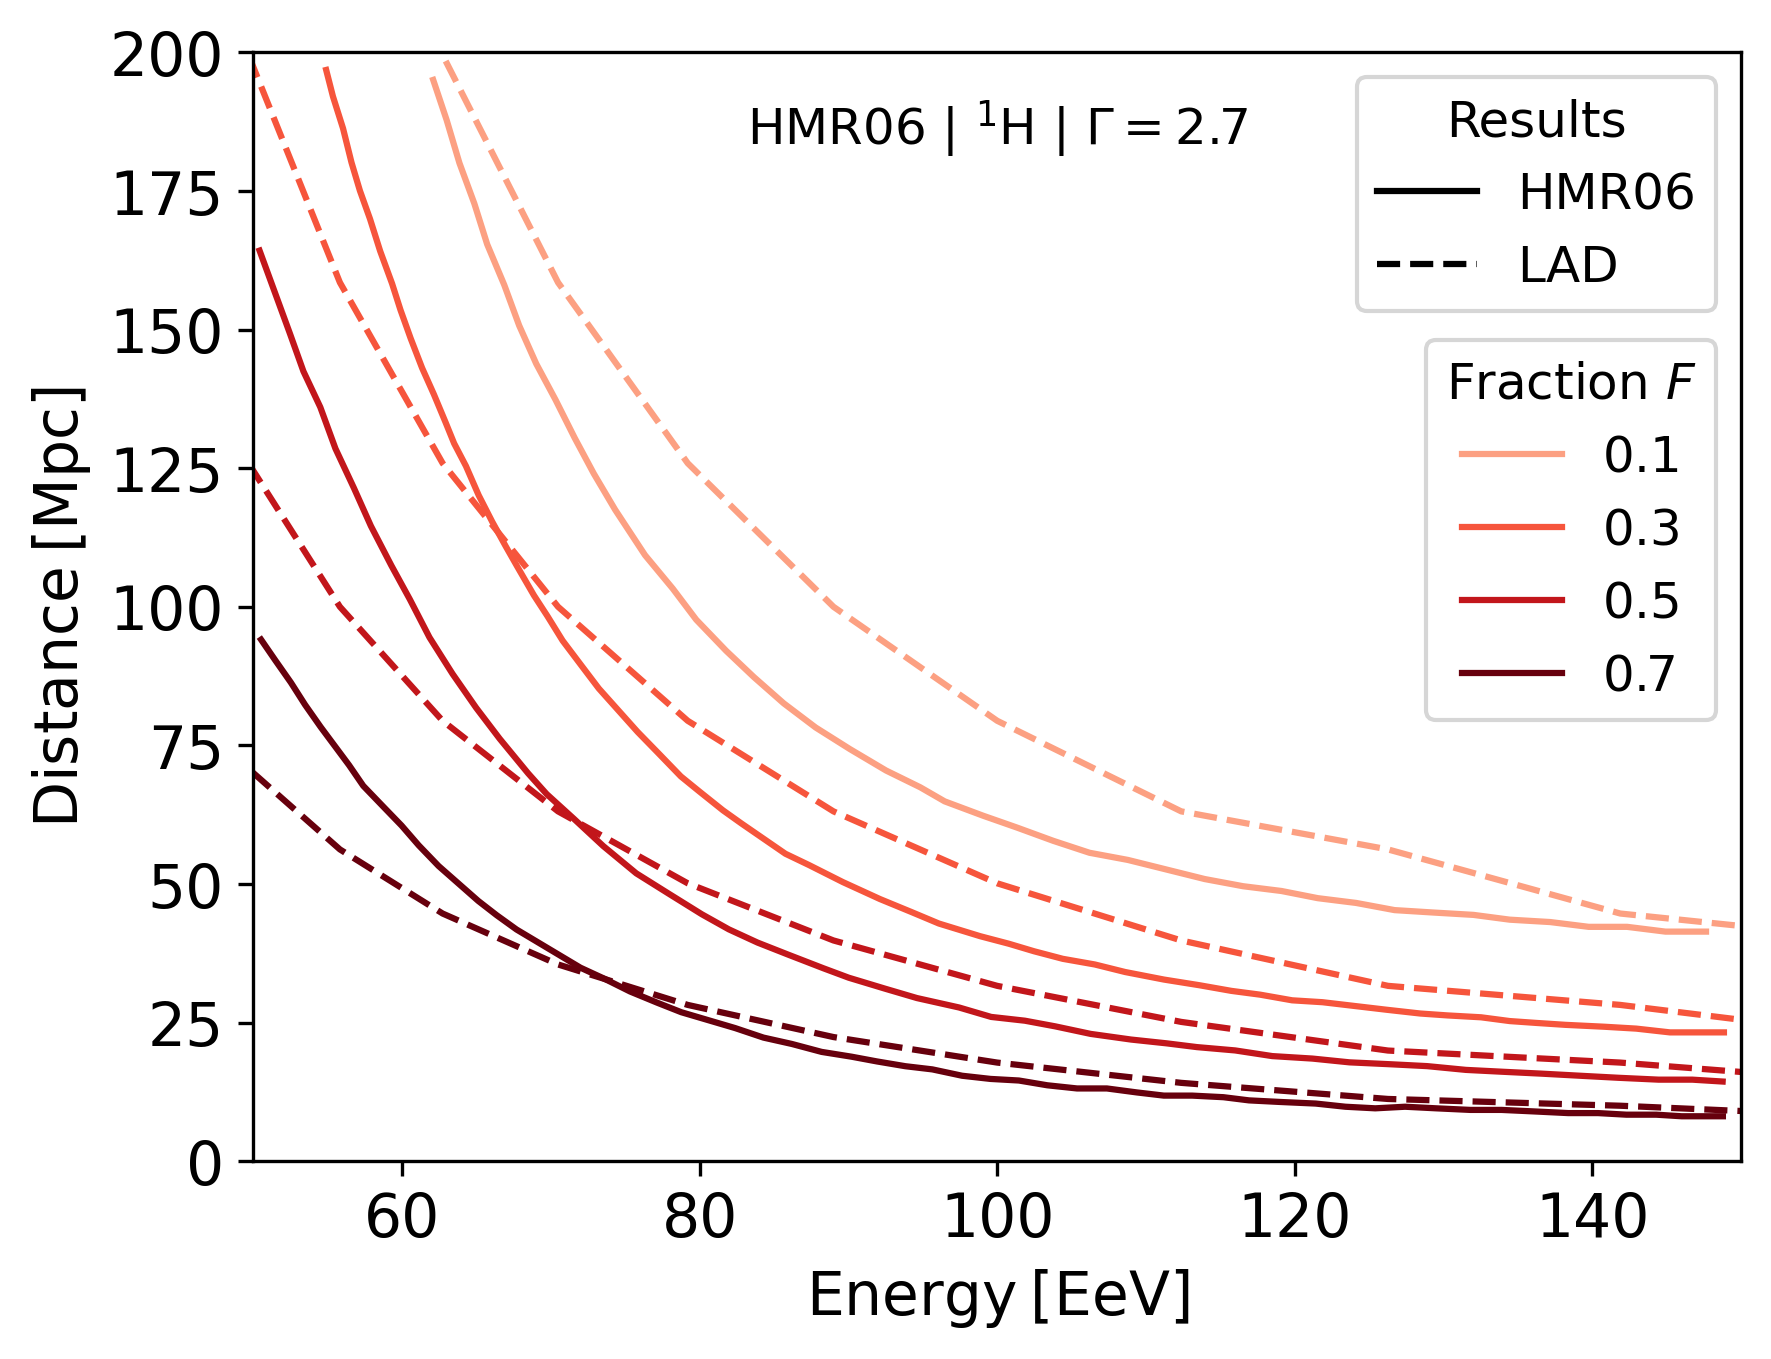 HMR06 | ¹H | Γ = 2.7
Results
HMR06
LAD
Fraction F
0.1
0.3
0.5
0.7
Distance [Mpc]
200
175
150
125
100
75
50
25
0
60 80 100 120 140
Energy [EeV]